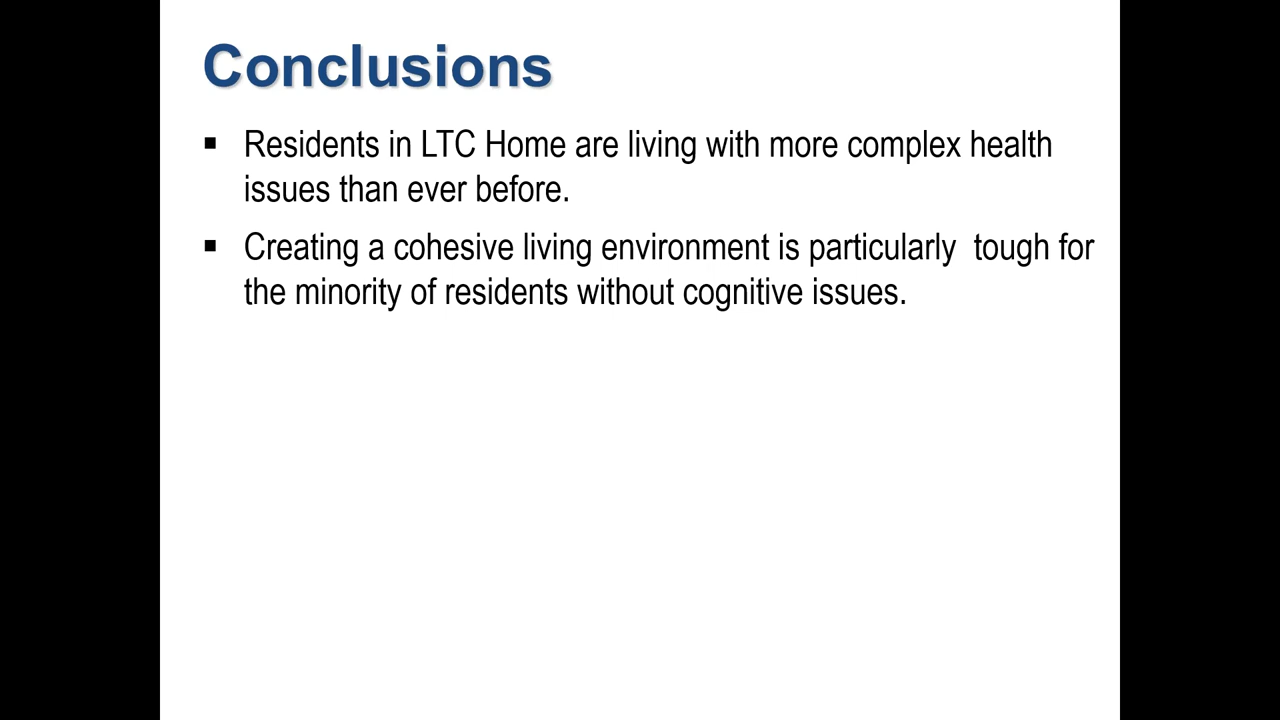 Conclusions
▪ Residents in LTC Home are living with more complex health
issues than ever before.
▪ Creating a cohesive living environment is particularly  tough for
the minority of residents without cognitive issues.